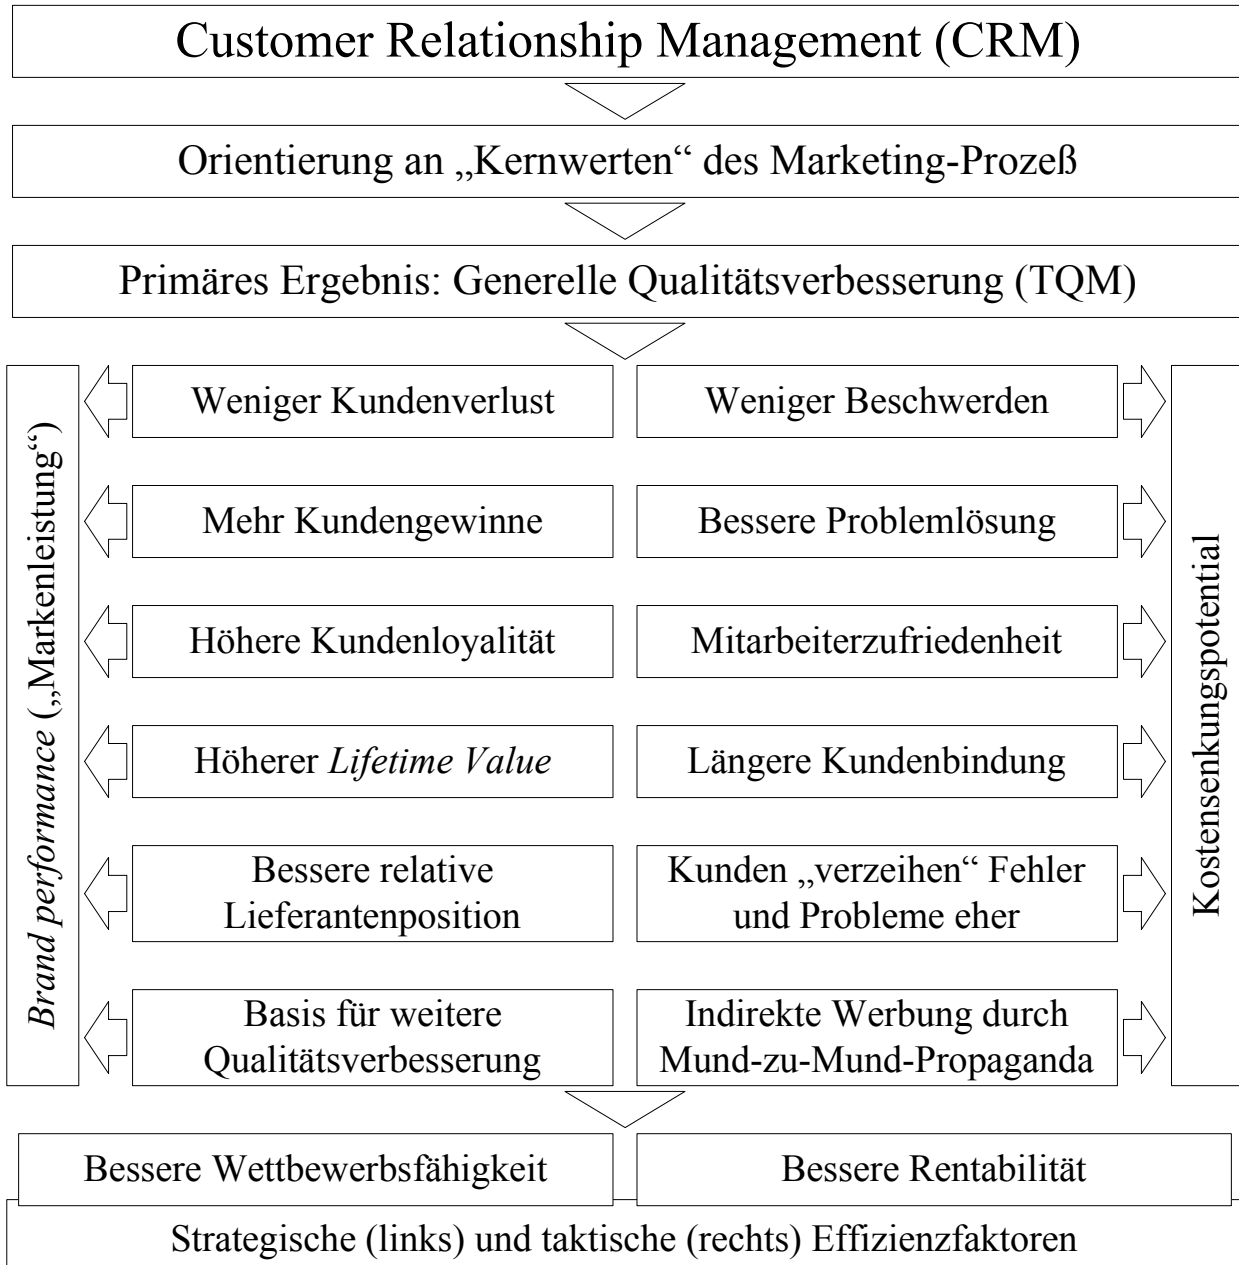 Customer Relationship Management (CRM)
Orientierung an „Kernwerten“ des Marketing-Prozeß
Primäres Ergebnis: Generelle Qualitätsverbesserung (TQM)
Brand performance („Markenleistung“)
Weniger Kundenverlust
Weniger Beschwerden
Mehr Kundengewinne
Bessere Problemlösung
Höhere Kundenloyalität
Mitarbeiterzufriedenheit
Höherer Lifetime Value
Längere Kundenbindung
Bessere relative
Lieferantenposition
Kunden „verzeihen“ Fehler
und Probleme eher
Basis für weitere
Qualitätsverbesserung
Indirekte Werbung durch
Mund-zu-Mund-Propaganda
Kostensenkungspotential
Bessere Wettbewerbsfähigkeit
Bessere Rentabilität
Strategische (links) und taktische (rechts) Effizienzfaktoren